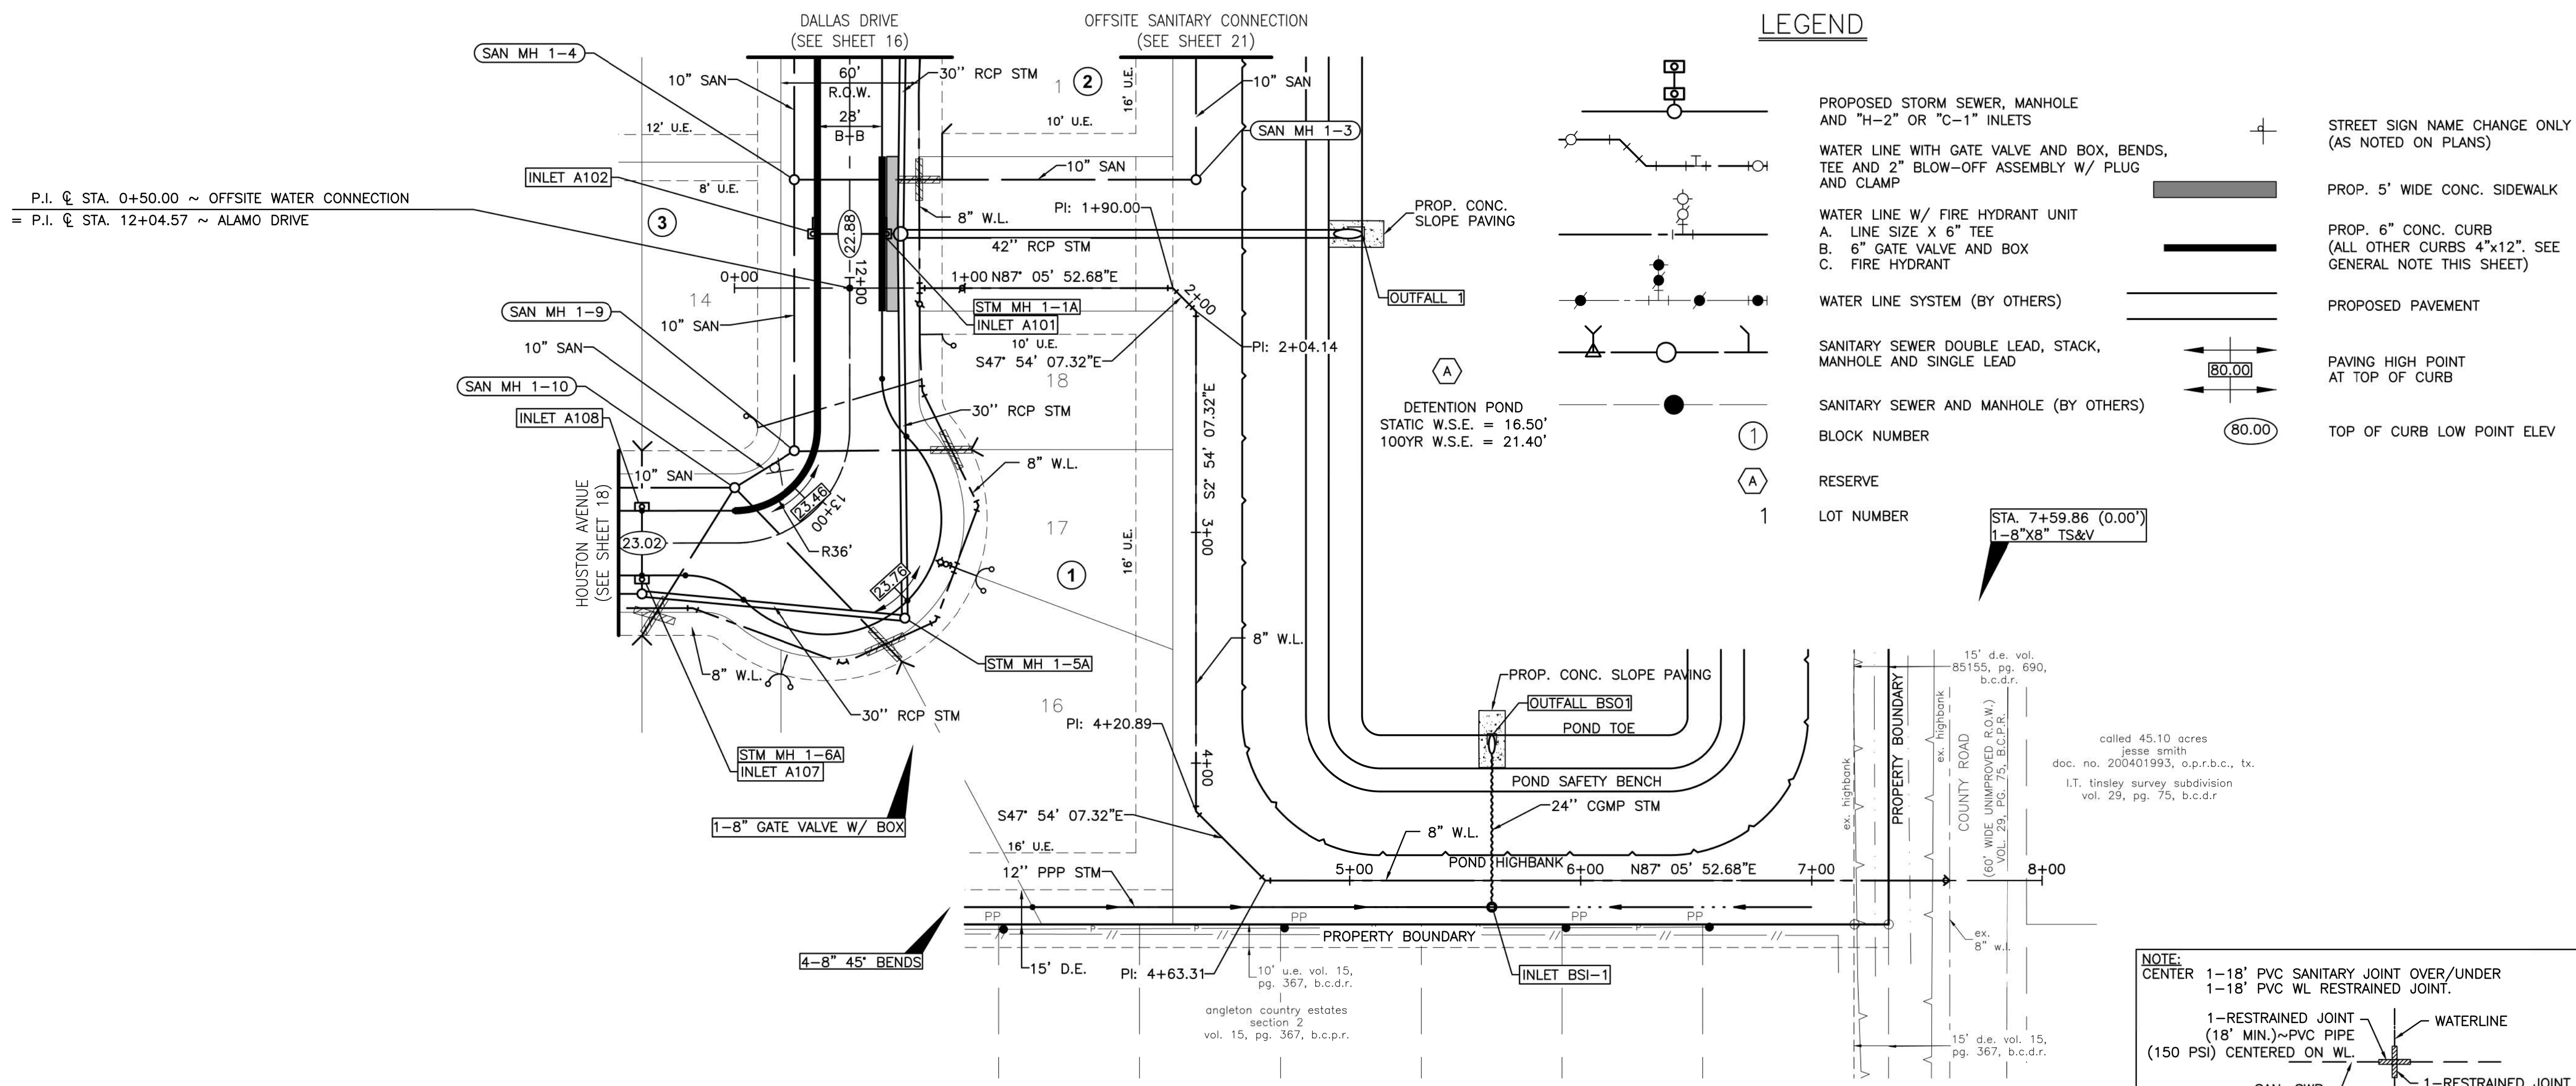 DALLAS DRIVE
(SEE SHEET 16)
OFFSITE SANITARY CONNECTION
(SEE SHEET 21)
LEGEND
SAN MH 1-4
10" SAN
60'
R.O.W.
28'
B-B
30'' RCP STM
1
2
16' U.E.
10" SAN
12' U.E.
10' U.E.
SAN MH 1-3
10" SAN
INLET A102
8' U.E.
P.I. ℄ STA. 0+50.00 ~ OFFSITE WATER CONNECTION
= P.I. ℄ STA. 12+04.57 ~ ALAMO DRIVE
3
22.88
8" W.L.
PI: 1+90.00
PROP. CONC.
SLOPE PAVING
42'' RCP STM
0+00
12+00
1+00
N87° 05' 52.68"E
2+00
14
OUTFALL 1
STM MH 1-1A
INLET A101
SAN MH 1-9
10" SAN
10' U.E.
PI: 2+04.14
10" SAN
S47° 54' 07.32"E
18
SAN MH 1-10
A
DETENTION POND
STATIC W.S.E. = 16.50'
100YR W.S.E. = 21.40'
INLET A108
30'' RCP STM
S2° 54' 07.32"E
8" W.L.
10" SAN
23.46
13+00
HOUSTON AVENUE
(SEE SHEET 18)
23.02
R36'
17
3+00
16' U.E.
1
23.76
8" W.L.
STM MH 1-5A
8" W.L.
16
30'' RCP STM
PI: 4+20.89
STM MH 1-6A
INLET A107
4+00
1-8" GATE VALVE W/ BOX
S47° 54' 07.32"E
16' U.E.
12'' PPP STM
PROP. CONC. SLOPE PAVING
OUTFALL BS01
POND TOE
POND SAFETY BENCH
24'' CGMP STM
8" W.L.
POND HIGHBANK
5+00
6+00
N87° 05' 52.68"E
7+00
8+00
PP
PP
PP
PP
P
P
P
PROPERTY BOUNDARY
4-8" 45° BENDS
15' D.E.
PI: 4+63.31
10' u.e. vol. 15,
pg. 367, b.c.d.r.
INLET BSI-1
angleton country estates
section 2
vol. 15, pg. 367, b.c.p.r.
PROPOSED STORM SEWER, MANHOLE
AND "H-2" OR "C-1" INLETS
WATER LINE WITH GATE VALVE AND BOX, BENDS,
TEE AND 2" BLOW-OFF ASSEMBLY W/ PLUG
AND CLAMP
WATER LINE W/ FIRE HYDRANT UNIT
A. LINE SIZE X 6" TEE
B. 6" GATE VALVE AND BOX
C. FIRE HYDRANT
WATER LINE SYSTEM (BY OTHERS)
SANITARY SEWER DOUBLE LEAD, STACK,
MANHOLE AND SINGLE LEAD
SANITARY SEWER AND MANHOLE (BY OTHERS)
1
BLOCK NUMBER
A
RESERVE
1
LOT NUMBER
STREET SIGN NAME CHANGE ONLY
(AS NOTED ON PLANS)
PROP. 5' WIDE CONC. SIDEWALK
PROP. 6" CONC. CURB
(ALL OTHER CURBS 4"x12". SEE
GENERAL NOTE THIS SHEET)
PROPOSED PAVEMENT
80.00
PAVING HIGH POINT
AT TOP OF CURB
80.00
TOP OF CURB LOW POINT ELEV
STA. 7+59.86 (0.00')
1-8"X8" TS&V
15' d.e. vol.
85155, pg. 690,
b.c.d.r.
ex. highbank
PROPERTY BOUNDARY
ex. highbank
COUNTY ROAD
(60' WIDE UNIMPROVED R.O.W.)
VOL. 29, PG. 75, B.C.P.R.
called 45.10 acres
jesse smith
doc. no. 200401993, o.p.r.b.c., tx.
I.T. tinsley survey subdivision
vol. 29, pg. 75, b.c.d.r
ex.
8" w.l.
15' d.e. vol. 15,
pg. 367, b.c.d.r.
NOTE:
CENTER 1-18' PVC SANITARY JOINT OVER/UNDER
1-18' PVC WL RESTRAINED JOINT.
1-RESTRAINED JOINT
(18' MIN.)~PVC PIPE
(150 PSI) CENTERED ON WL.
WATERLINE
1-RESTRAINED JOINT